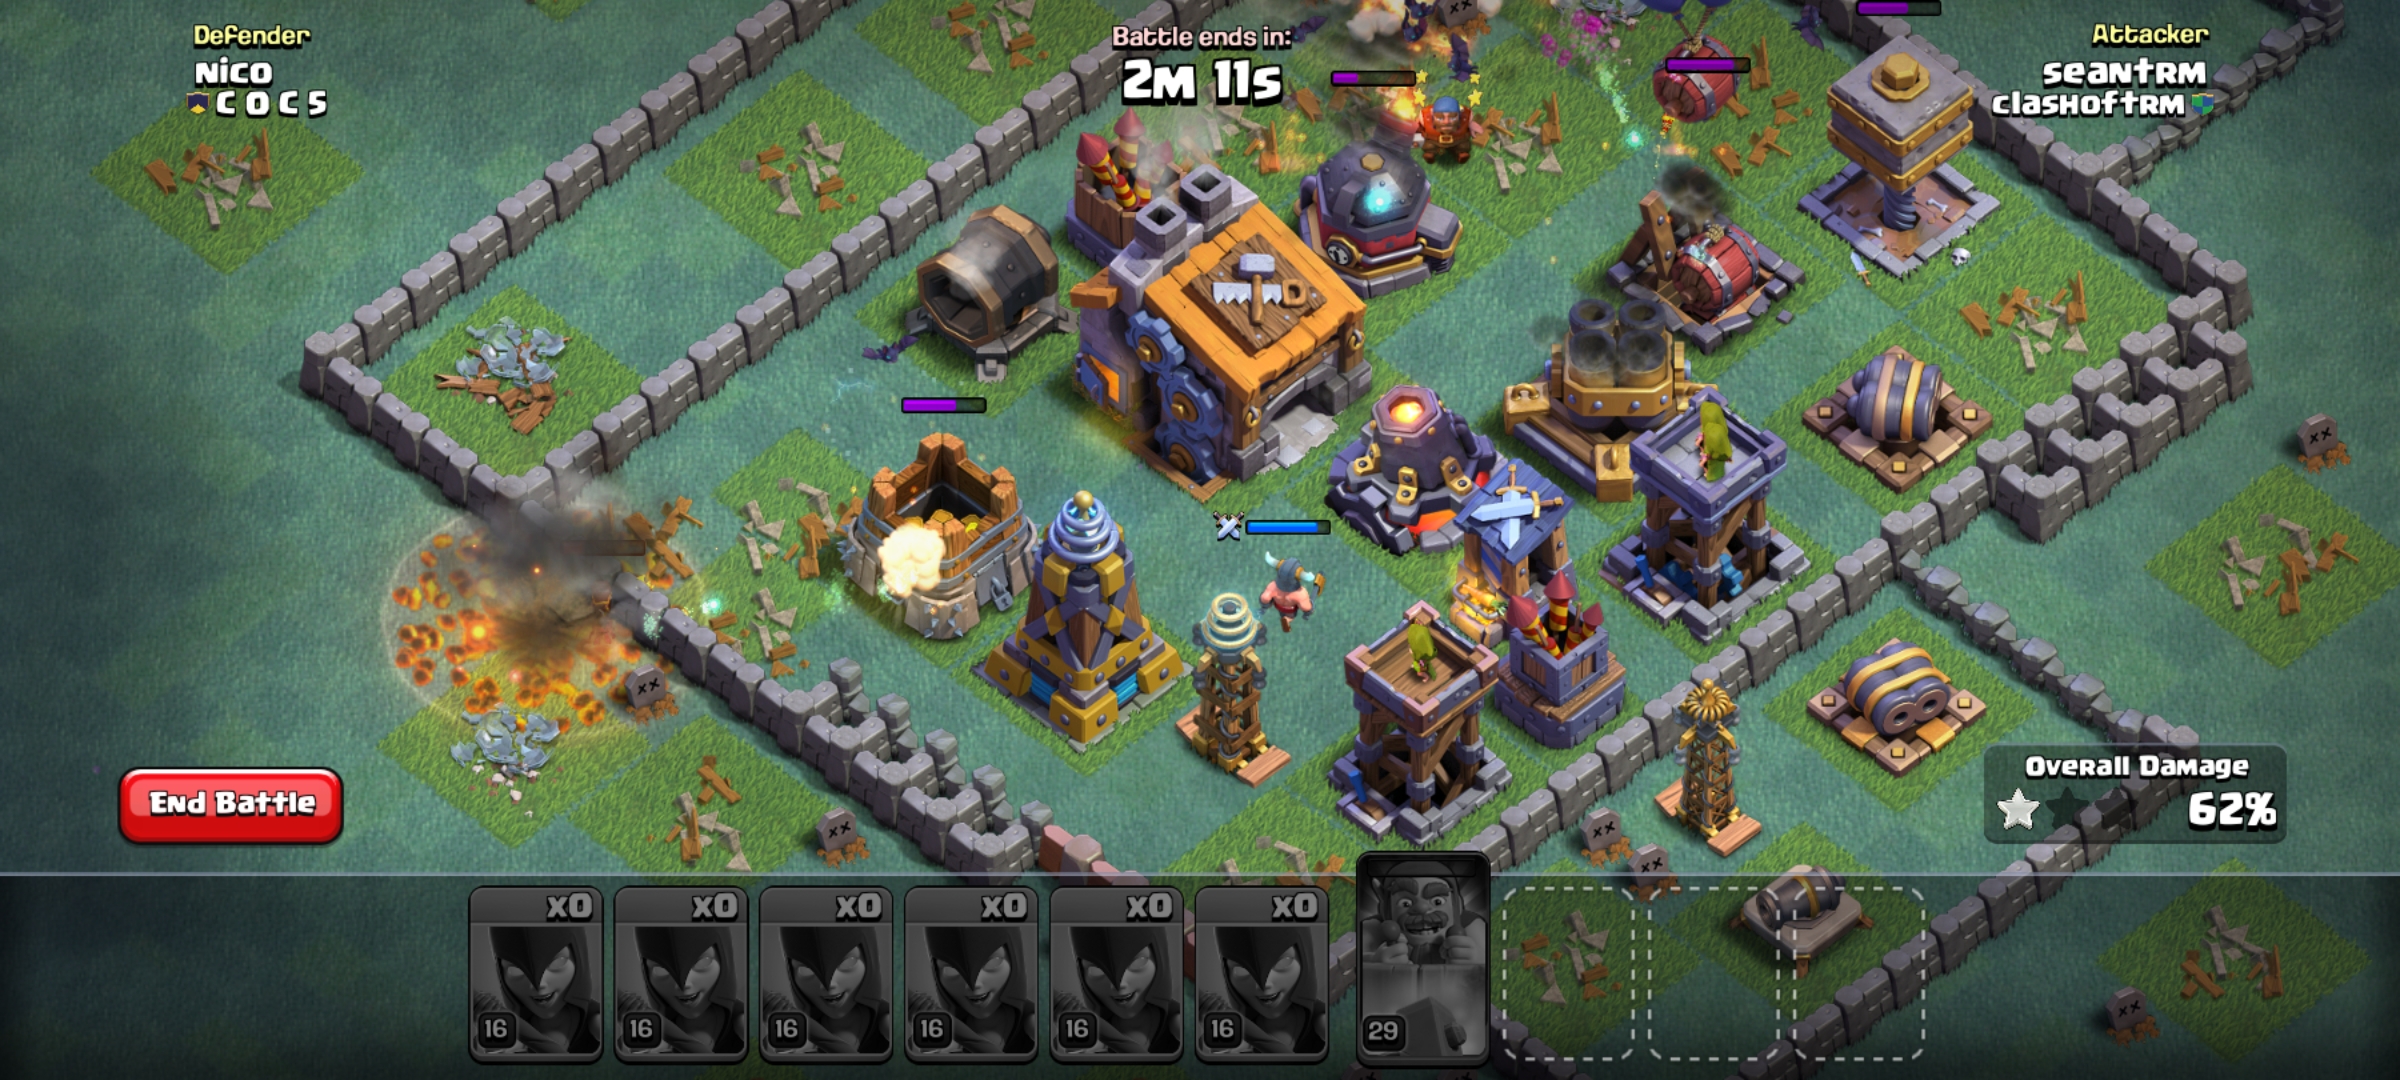 Defender
Nico
C O C S
Battle ends in:
2M 11s
Attacker
seantRM
clashoftRM
End Battle
Overall Damage
62%
x0
x0
x0
x0
x0
x0
16
16
16
16
16
16
29